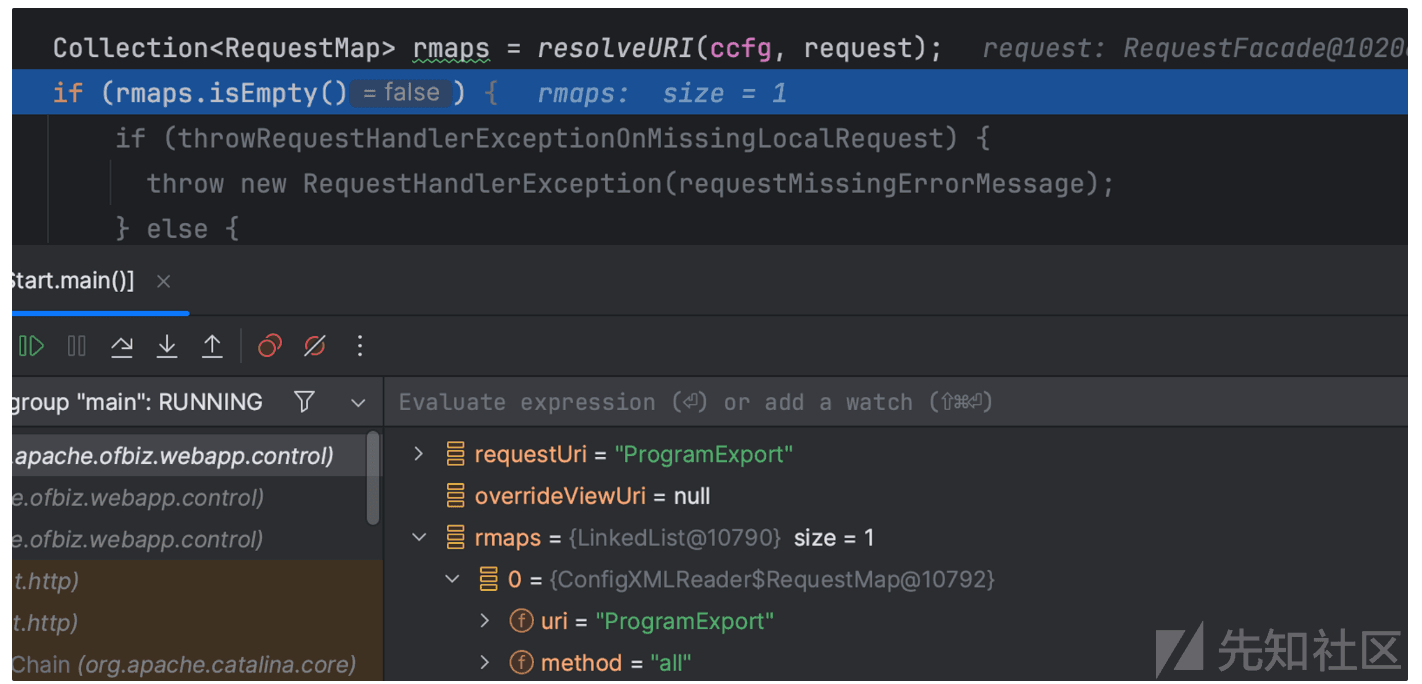 Collection<RequestMap> rmaps = resolveURI(ccfg, request); request: RequestFacade@1020
if (rmaps.isEmpty() = false ) { rmaps: size = 1
if (throwRequestHandlerExceptionOnMissingLocalRequest) {
throw new RequestHandlerException(requestMissingErrorMessage);
} else {
Start.main()]
group "main": RUNNING
Evaluate expression (⏎) or add a watch (⇧⌘⏎)
.apache.ofbiz.webapp.control)
e.ofbiz.webapp.control)
e.ofbiz.webapp.control)
t.http)
t.http)
Chain (org.apache.catalina.core)
requestUri = "ProgramExport"
overrideViewUri = null
rmaps = {LinkedList@10790} size = 1
0 = {ConfigXMLReader$RequestMap@10792}
f uri = "ProgramExport"
f method = "all"
先知社区